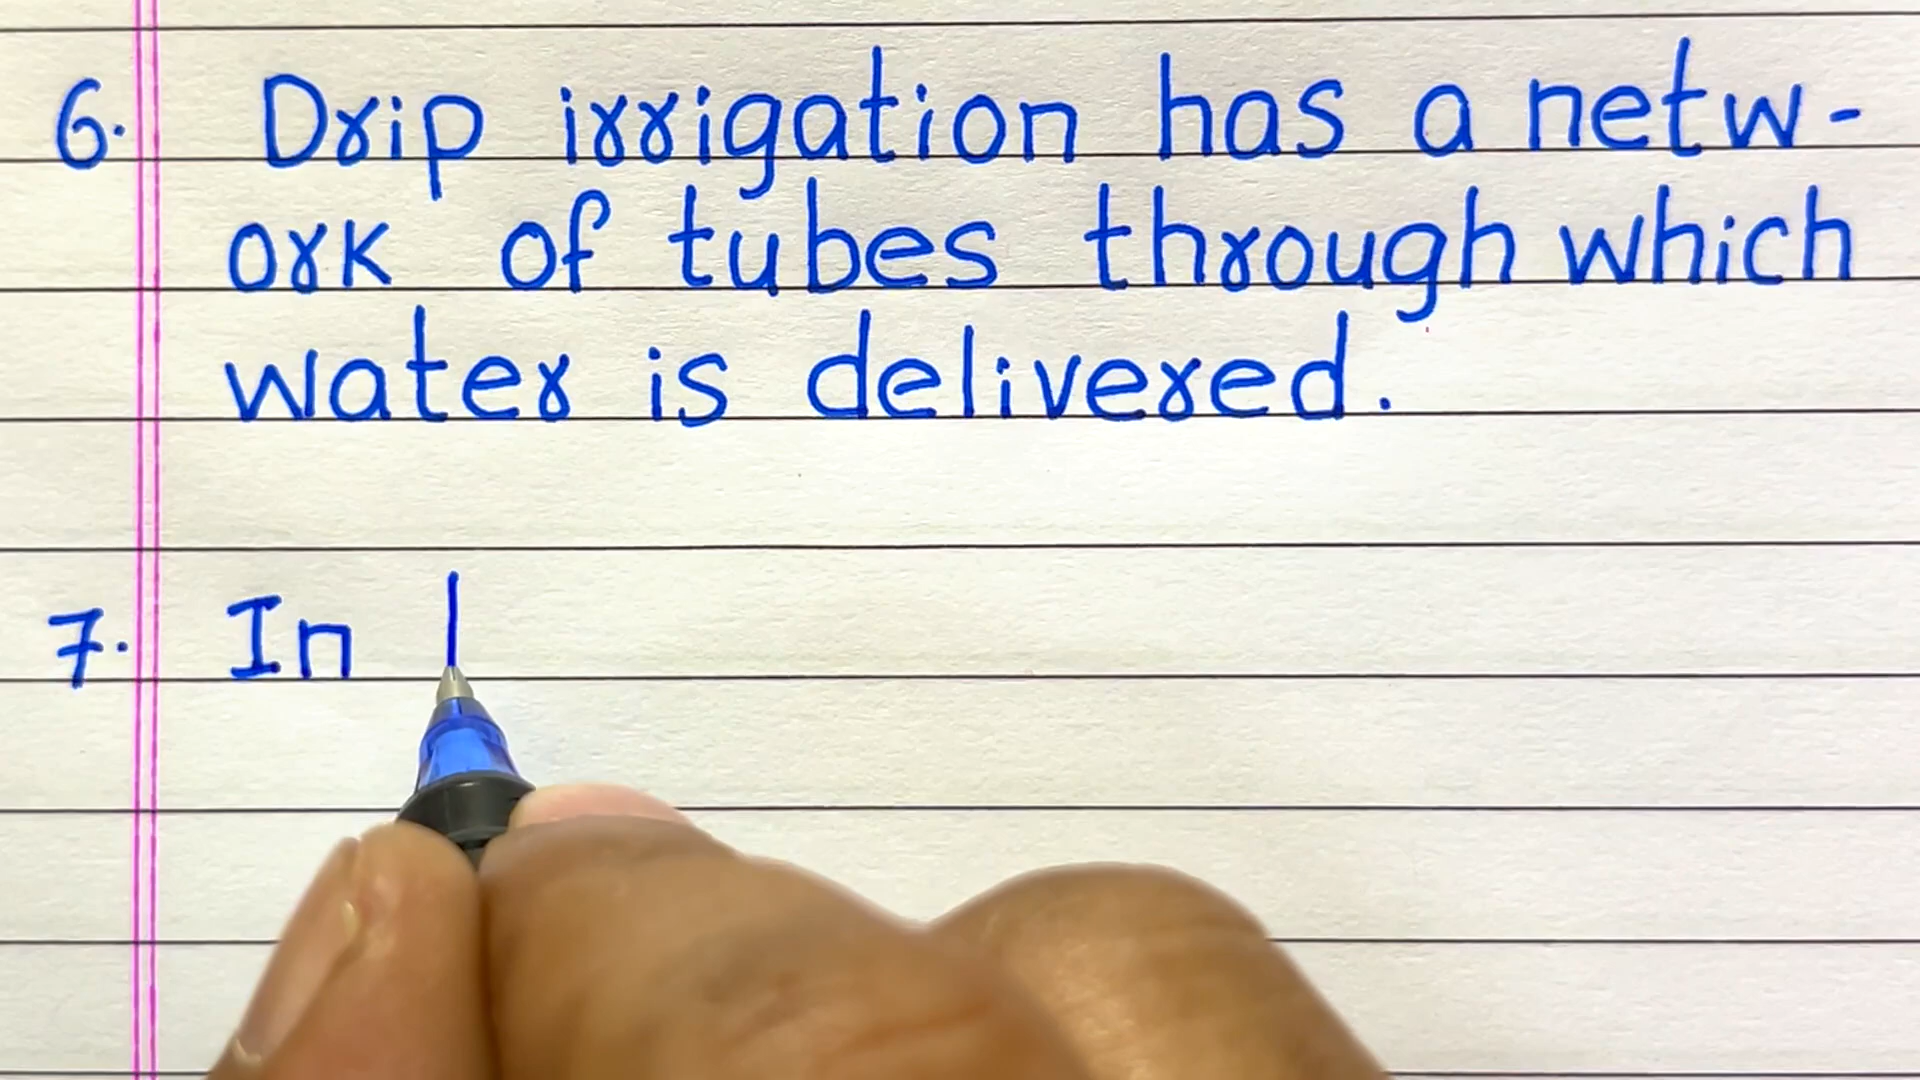 6. Drip irrigation has a netw-
ork of tubes through which
water is delivered.
7. In